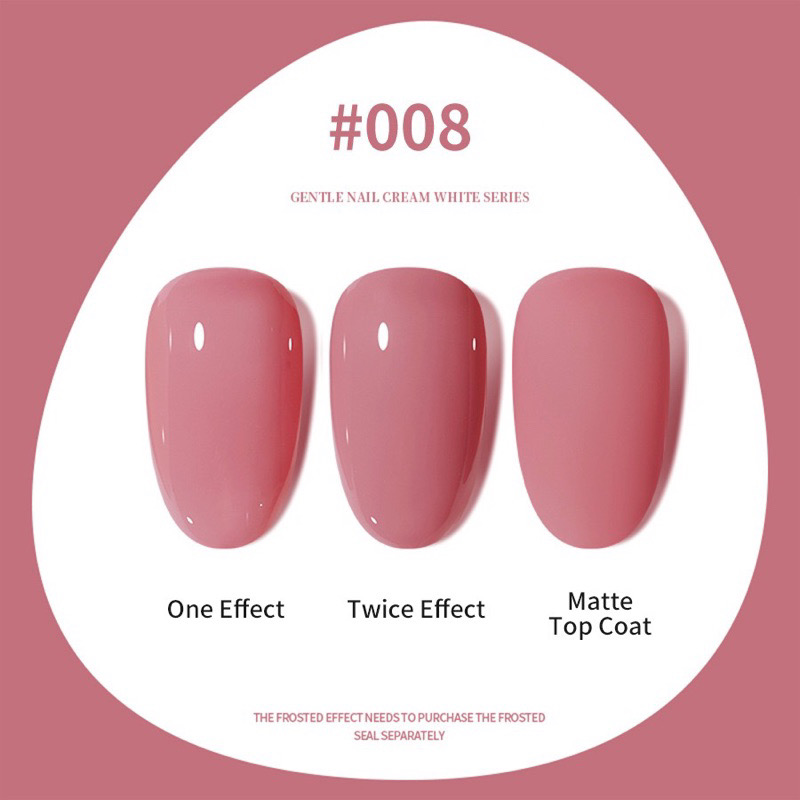 #008
GENTLE NAIL CREAM WHITE SERIES
One Effect
Twice Effect
Matte
Top Coat
THE FROSTED EFFECT NEEDS TO PURCHASE THE FROSTED
SEAL SEPARATELY